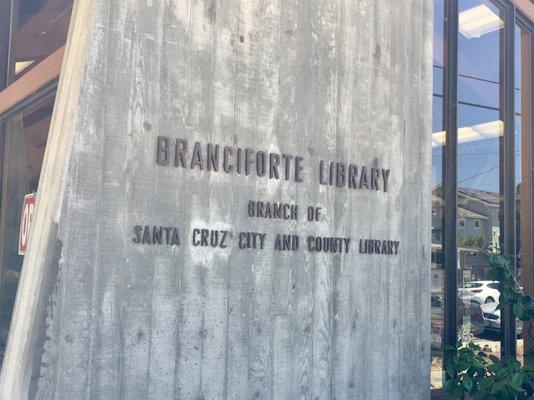 BRANCIFORTE LIBRARY
BRANCH OF
SANTA CRUZ CITY AND COUNTY LIBRARY